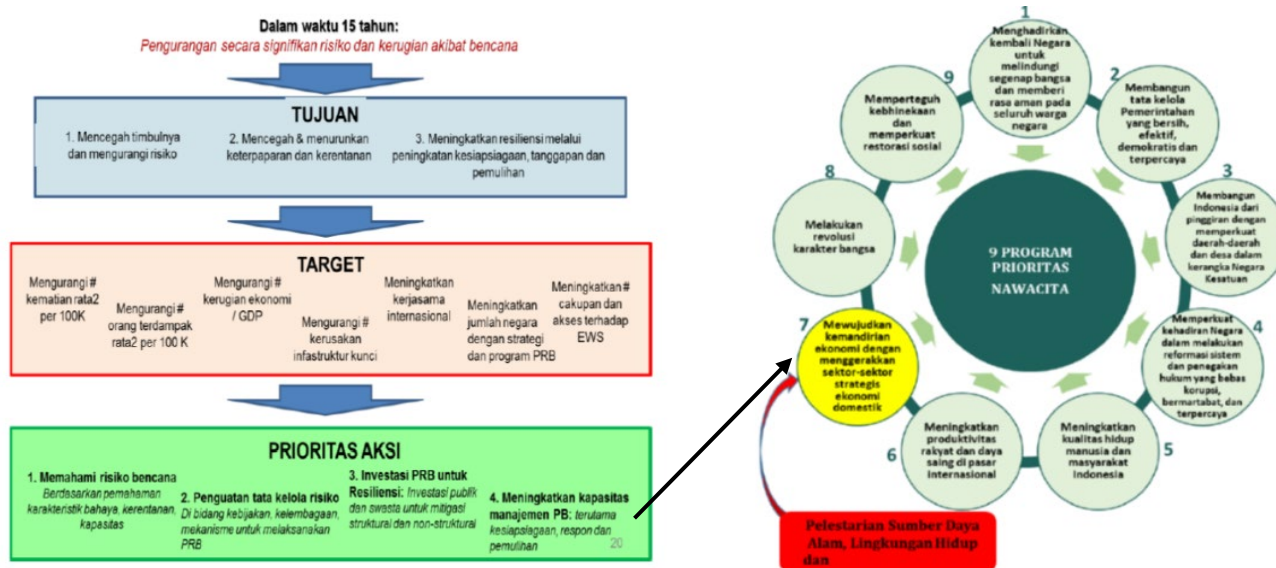 Dalam waktu 15 tahun:
Pengurangan secara signifikan risiko dan kerugian akibat bencana
TUJUAN
1. Mencegah timbulnya
dan mengurangi risiko
2. Mencegah & menurunkan
keterpaparan dan kerentanan
3. Meningkatkan resiliensi melalui
peningkatan kesiapsiagaan, tanggapan dan
pemulihan
TARGET
Mengurangi #
kematian rata2
per 100K
Mengurangi #
orang terdampak
rata2 per 100 K
Mengurangi #
kerugian ekonomi
/ GDP
Mengurangi #
kerusakan
infastruktur kunci
Meningkatkan
kerjasama
internasional
Meningkatkan
jumlah negara
dengan strategi
dan program PRB
Meningkatkan #
cakupan dan
akses terhadap
EWS
PRIORITAS AKSI
1. Memahami risiko bencana
Berdasarkan pemahaman
karakteristik bahaya, kerentanan,
kapasitas
2. Penguatan tata kelola risiko
Di bidang kebijakan, kelembagaan,
mekanisme untuk melaksanakan
PRB
3. Investasi PRB untuk
Resiliensi: Investasi publik
dan swasta untuk mitigasi
struktural dan non-struktural
4. Meningkatkan kapasitas
manajemen PB: terutama
kesiapsiagaan, respon dan
pemulihan
20
1
Menghadirkan
kembali Negara
untuk
melindungi
segenap bangsa
dan memberi
rasa aman pada
seluruh warga
negara
2
Membangun
tata kelola
Pemerintahan
yang bersih,
efektif,
demokratis dan
terpercaya
3
Membangun
Indonesia dari
pinggiran dengan
memperkuat
daerah-daerah
dan desa dalam
kerangka Negara
Kesatuan
4
Memperkuat
kehadiran Negara
dalam melakukan
reformasi sistem
dan penegakan
hukum yang bebas
korupsi,
bermartabat, dan
terpercaya
5
Meningkatkan
kualitas hidup
manusia dan
masyarakat
Indonesia
6
Meningkatkan
produktivitas
rakyat dan daya
saing di pasar
internasional
7
Mewujudkan
kemandirian
ekonomi dengan
menggerakkan
sektor-sektor
strategis
ekonomi
domestik
8
Melakukan
revolusi
karakter bangsa
9
Memperteguh
kebhinekaan
dan
memperkuat
restorasi sosial
9 PROGRAM
PRIORITAS
NAWACITA
Pelestarian Sumber Daya
Alam, Lingkungan Hidup
dan